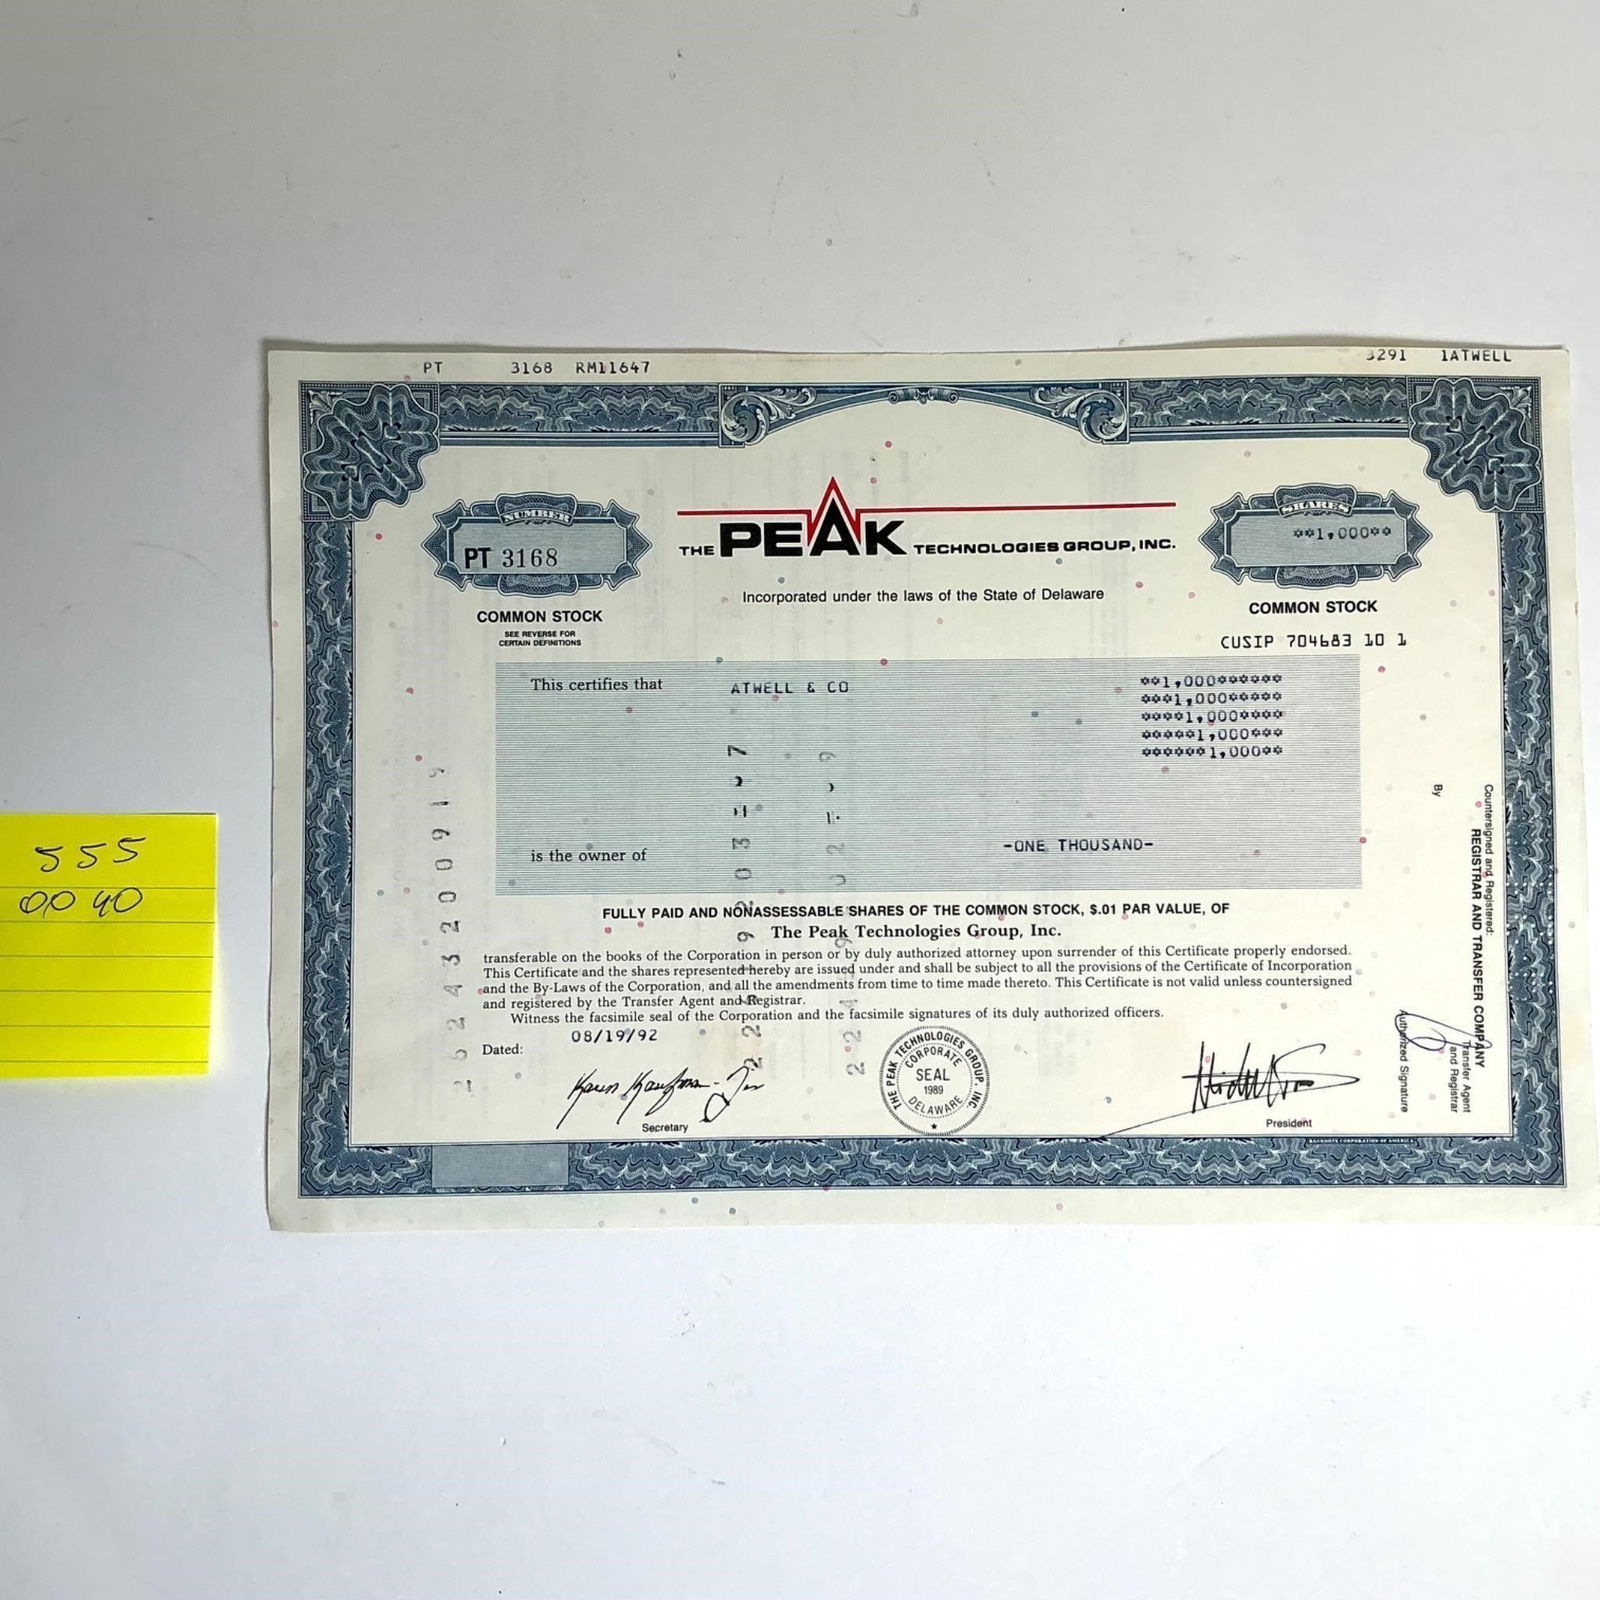 PT 3168 RM11647 3291 1ATWELL
NUMBER
PT 3168
COMMON STOCK
SEE REVERSE FOR
CERTAIN DEFINITIONS
THE PEAK TECHNOLOGIES GROUP, INC.
Incorporated under the laws of the State of Delaware
SHARES
**1,000**
COMMON STOCK
CUSIP 704683 10 1
This certifies that ATWELL & CO
**1,000******
***1,000*****
****1,000****
*****1,000***
******1,000**
is the owner of -ONE THOUSAND-
FULLY PAID AND NONASSESSABLE SHARES OF THE COMMON STOCK, $.01 PAR VALUE, OF
The Peak Technologies Group, Inc.
transferable on the books of the Corporation in person or by duly authorized attorney upon surrender of this Certificate properly endorsed.
This Certificate and the shares represented hereby are issued under and shall be subject to all the provisions of the Certificate of Incorporation
and the By-Laws of the Corporation, and all the amendments from time to time made thereto. This Certificate is not valid unless countersigned
and registered by the Transfer Agent and Registrar.
Witness the facsimile seal of the Corporation and the facsimile signatures of its duly authorized officers.
Dated: 08/19/92
Secretary
THE PEAK TECHNOLOGIES GROUP, INC.
CORPORATE
SEAL
1989
DELAWARE
President
Countersigned and Registered:
REGISTRAR AND TRANSFER COMPANY
Transfer Agent
and Registrar
By
Authorized Signature
BANKNOTE CORPORATION OF AMERICA
555
0040